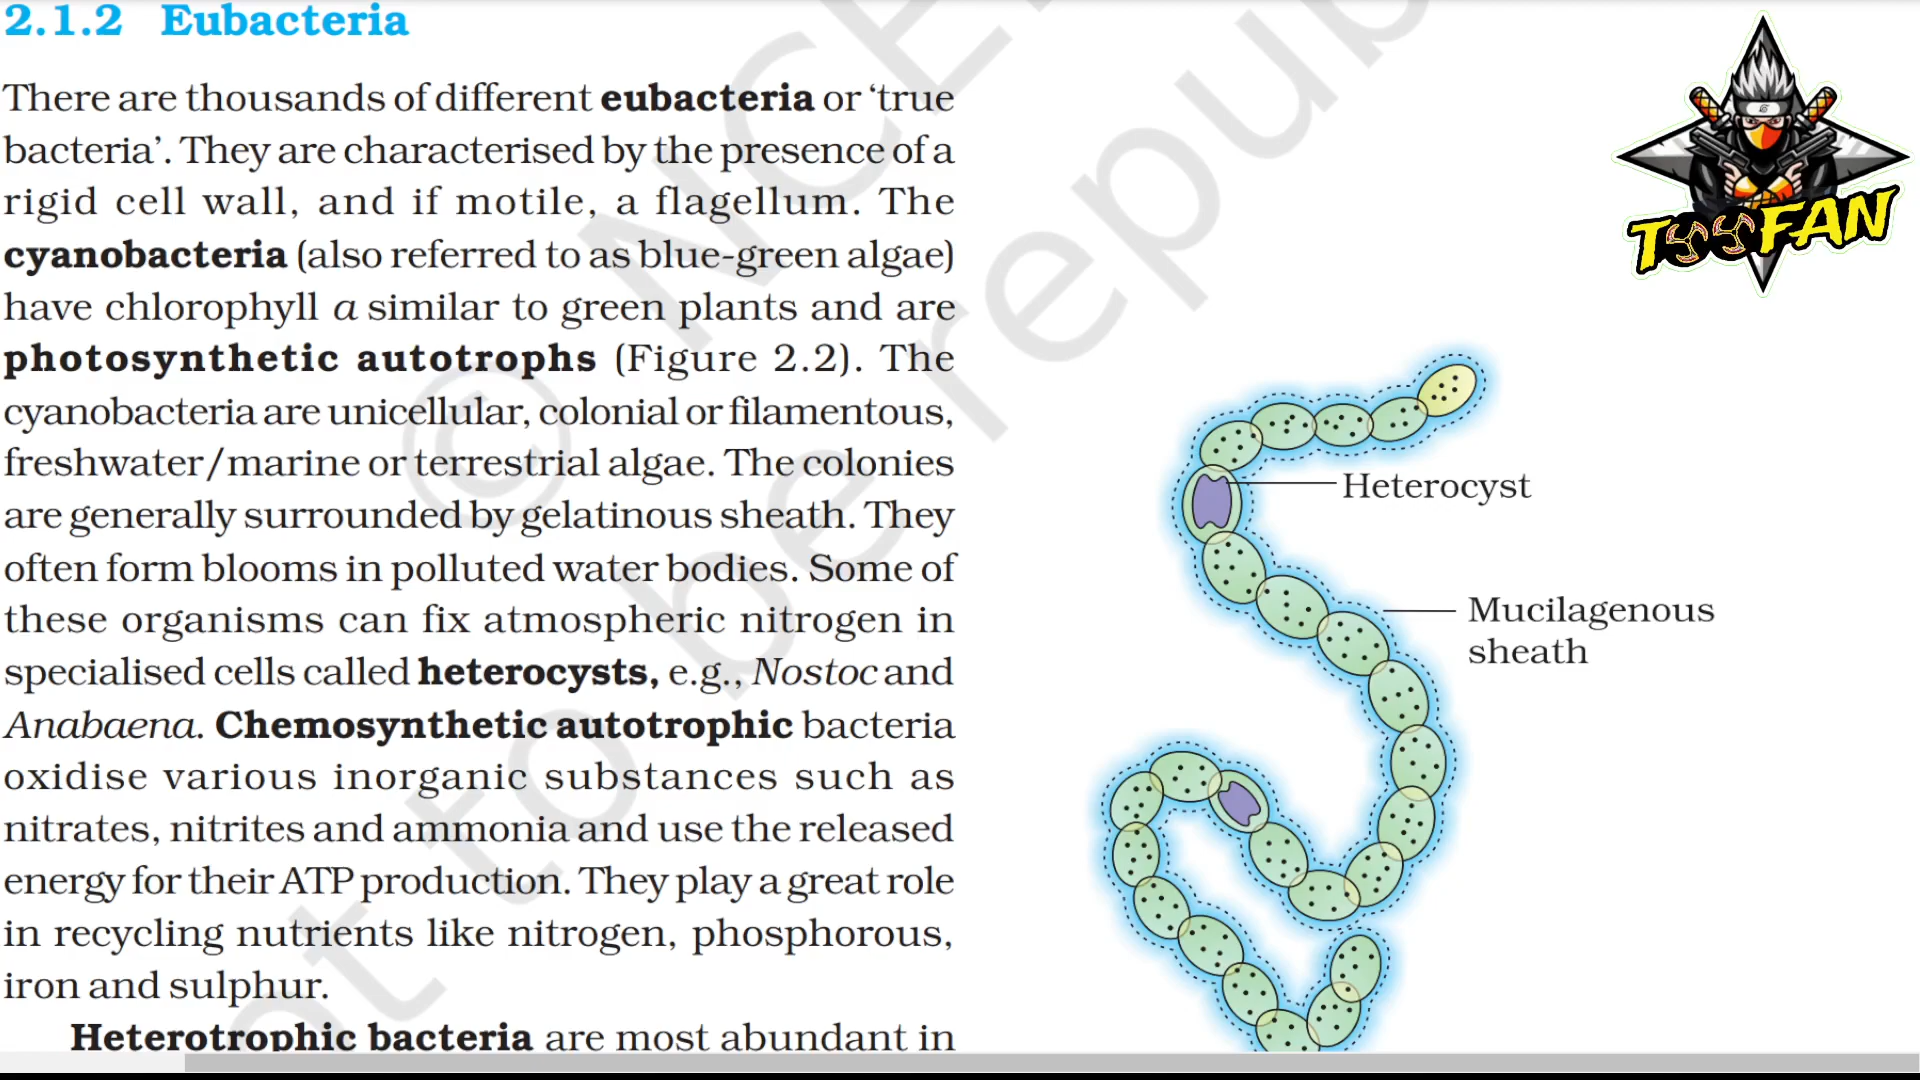 2.1.2 Eubacteria
There are thousands of different eubacteria or ‘true
bacteria’. They are characterised by the presence of a
rigid cell wall, and if motile, a flagellum. The
cyanobacteria (also referred to as blue-green algae)
have chlorophyll a similar to green plants and are
photosynthetic autotrophs (Figure 2.2). The
cyanobacteria are unicellular, colonial or filamentous,
freshwater/marine or terrestrial algae. The colonies
are generally surrounded by gelatinous sheath. They
often form blooms in polluted water bodies. Some of
these organisms can fix atmospheric nitrogen in
specialised cells called heterocysts, e.g., Nostoc and
Anabaena. Chemosynthetic autotrophic bacteria
oxidise various inorganic substances such as
nitrates, nitrites and ammonia and use the released
energy for their ATP production. They play a great role
in recycling nutrients like nitrogen, phosphorous,
iron and sulphur.
Heterotrophic bacteria are most abundant in
Heterocyst
Mucilagenous
sheath
TOOFAN
© NCE
t to be repub